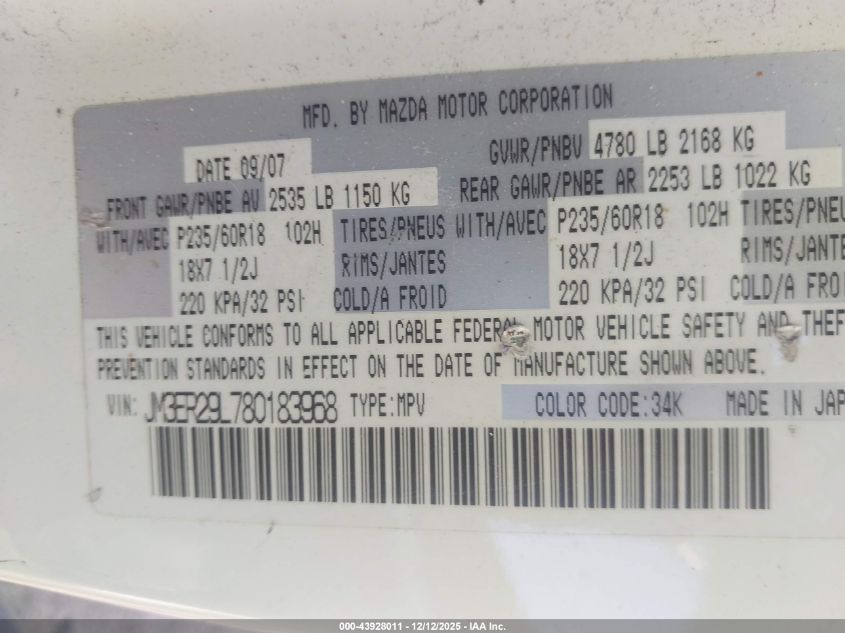 MFD. BY MAZDA MOTOR CORPORATION
DATE 09/07 GVWR/PNBV 4780 LB 2168 KG
FRONT GAWR/PNBE AV 2535 LB 1150 KG REAR GAWR/PNBE AR 2253 LB 1022 KG
WITH/AVEC P235/60R18 102H TIRES/PNEUS WITH/AVEC P235/60R18 102H TIRES/PNEU
18X7 1/2J RIMS/JANTES 18X7 1/2J RIMS/JANTE
220 KPA/32 PSI COLD/A FROID 220 KPA/32 PSI COLD/A FROI
THIS VEHICLE CONFORMS TO ALL APPLICABLE FEDERAL MOTOR VEHICLE SAFETY AND THEF
PREVENTION STANDARDS IN EFFECT ON THE DATE OF MANUFACTURE SHOWN ABOVE.
VIN: JM3ER29L780183968 TYPE:MPV COLOR CODE:34K MADE IN JAP
000-43928011 - 12/12/2025 - IAA Inc.